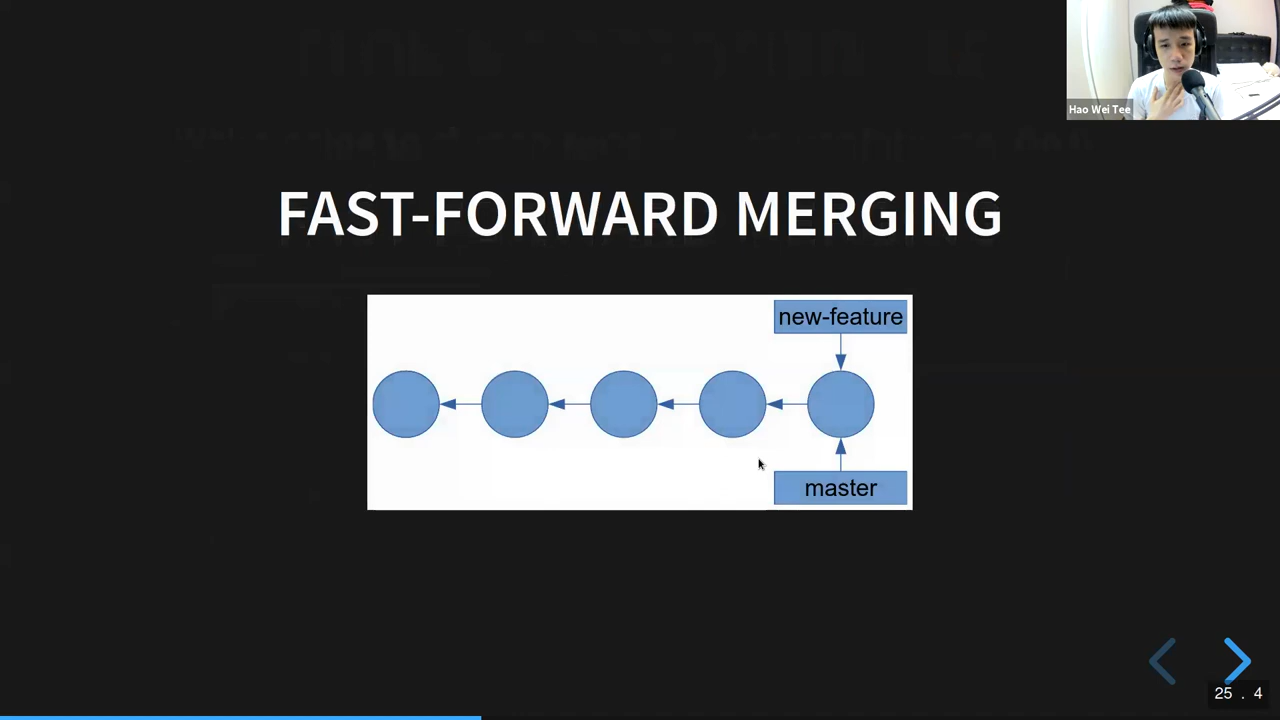 Hao Wei Tee
FAST-FORWARD MERGING
new-feature
master
25 . 4